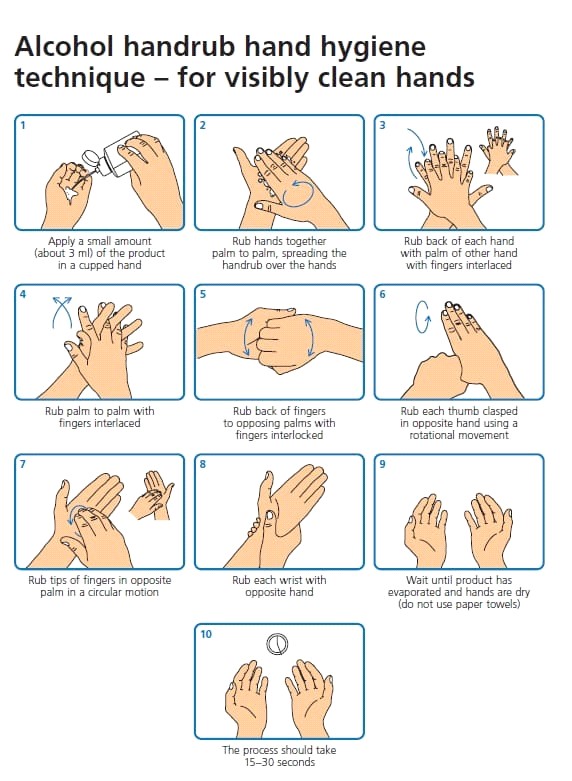 Alcohol handrub hand hygiene
technique – for visibly clean hands
1
Apply a small amount
(about 3 ml) of the product
in a cupped hand
2
Rub hands together
palm to palm, spreading the
handrub over the hands
3
Rub back of each hand
with palm of other hand
with fingers interlaced
4
Rub palm to palm with
fingers interlaced
5
Rub back of fingers
to opposing palms with
fingers interlocked
6
Rub each thumb clasped
in opposite hand using a
rotational movement
7
Rub tips of fingers in opposite
palm in a circular motion
8
Rub each wrist with
opposite hand
9
Wait until product has
evaporated and hands are dry
(do not use paper towels)
10
The process should take
15–30 seconds